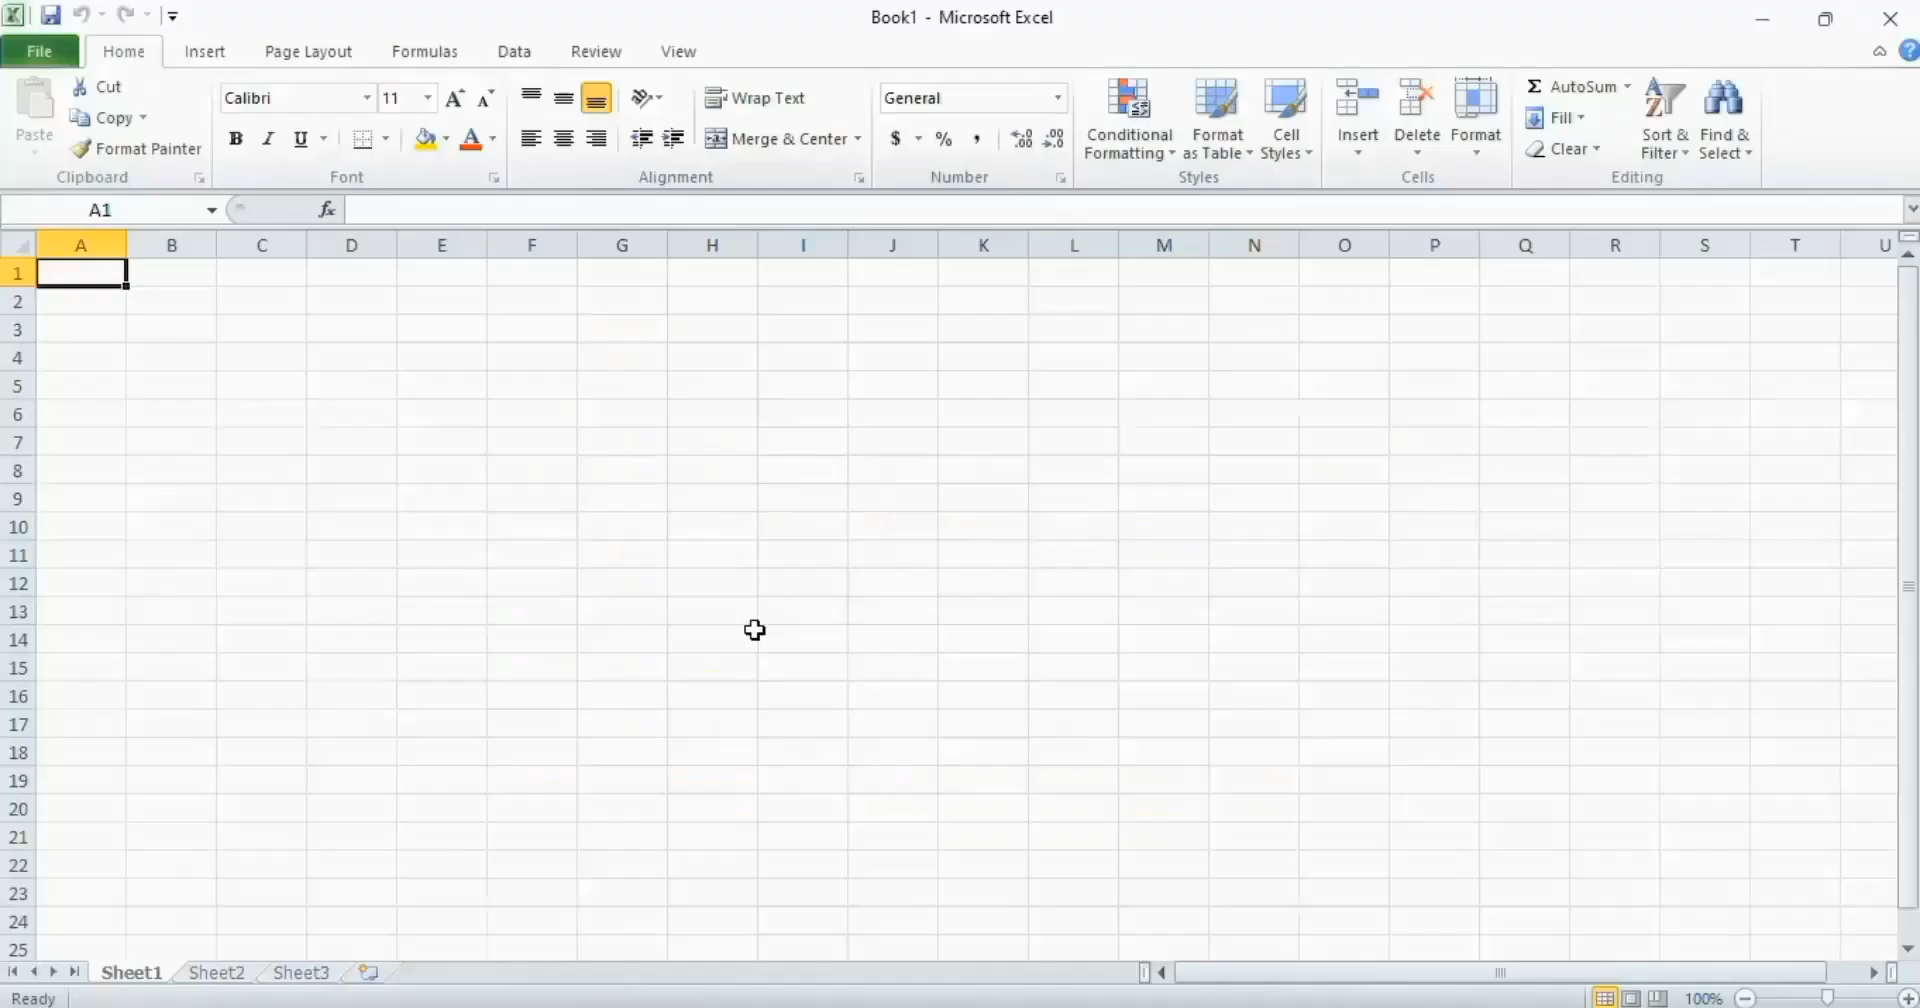 Book1 - Microsoft Excel
File Home Insert Page Layout Formulas Data Review View
Paste
Cut
Copy
Format Painter
Clipboard
Calibri 11
B I U
Font
Wrap Text
Merge & Center
Alignment
General
$ % ,
Number
Conditional Formatting
Format as Table
Cell Styles
Styles
Insert Delete Format
Cells
Σ AutoSum
Fill
Clear
Sort & Filter
Find & Select
Editing
A1 fx
A B C D E F G H I J K L M N O P Q R S T U
1
2
3
4
5
6
7
8
9
10
11
12
13
14
15
16
17
18
19
20
21
22
23
24
25
Sheet1 Sheet2 Sheet3
Ready 100%